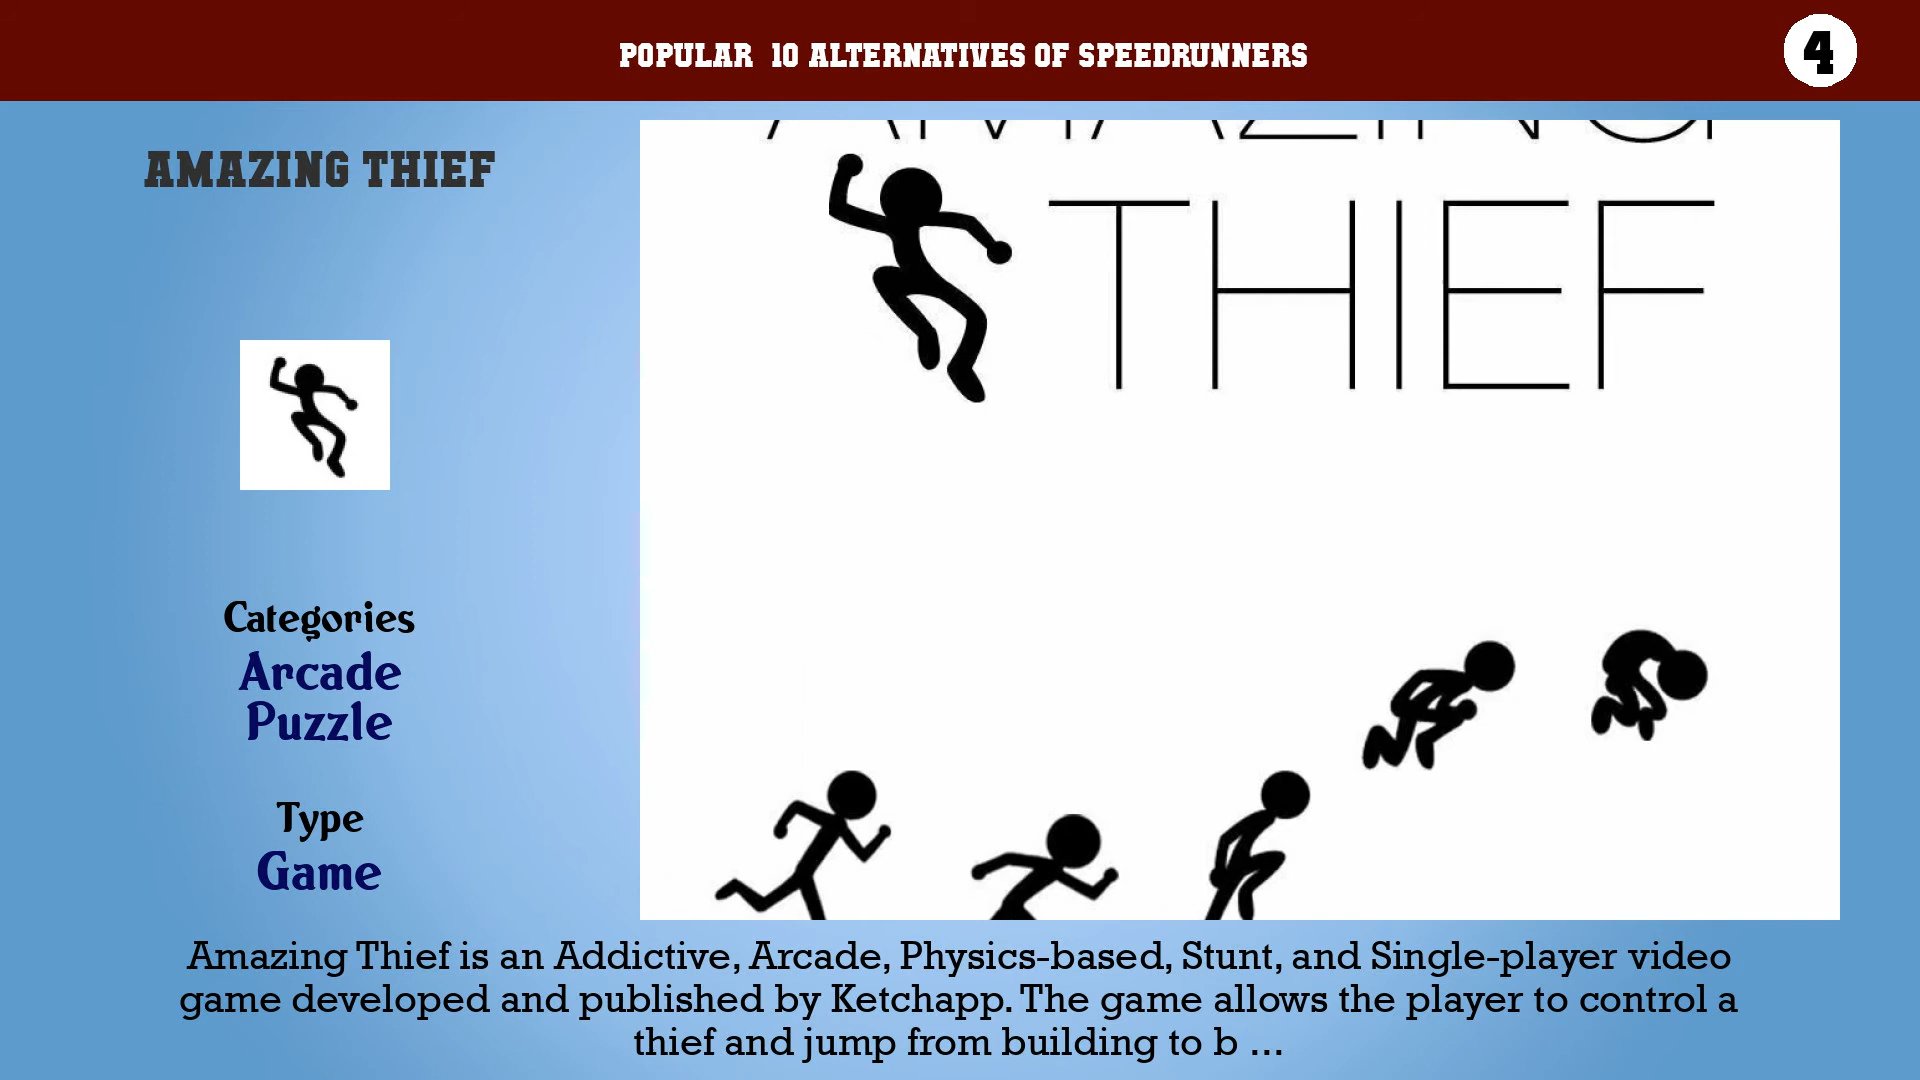 POPULAR 10 ALTERNATIVES OF SPEEDRUNNERS
4
AMAZING THIEF
AMAZING
THIEF
Categories
Arcade
Puzzle
Type
Game
Amazing Thief is an Addictive, Arcade, Physics-based, Stunt, and Single-player video
game developed and published by Ketchapp. The game allows the player to control a
thief and jump from building to b ...